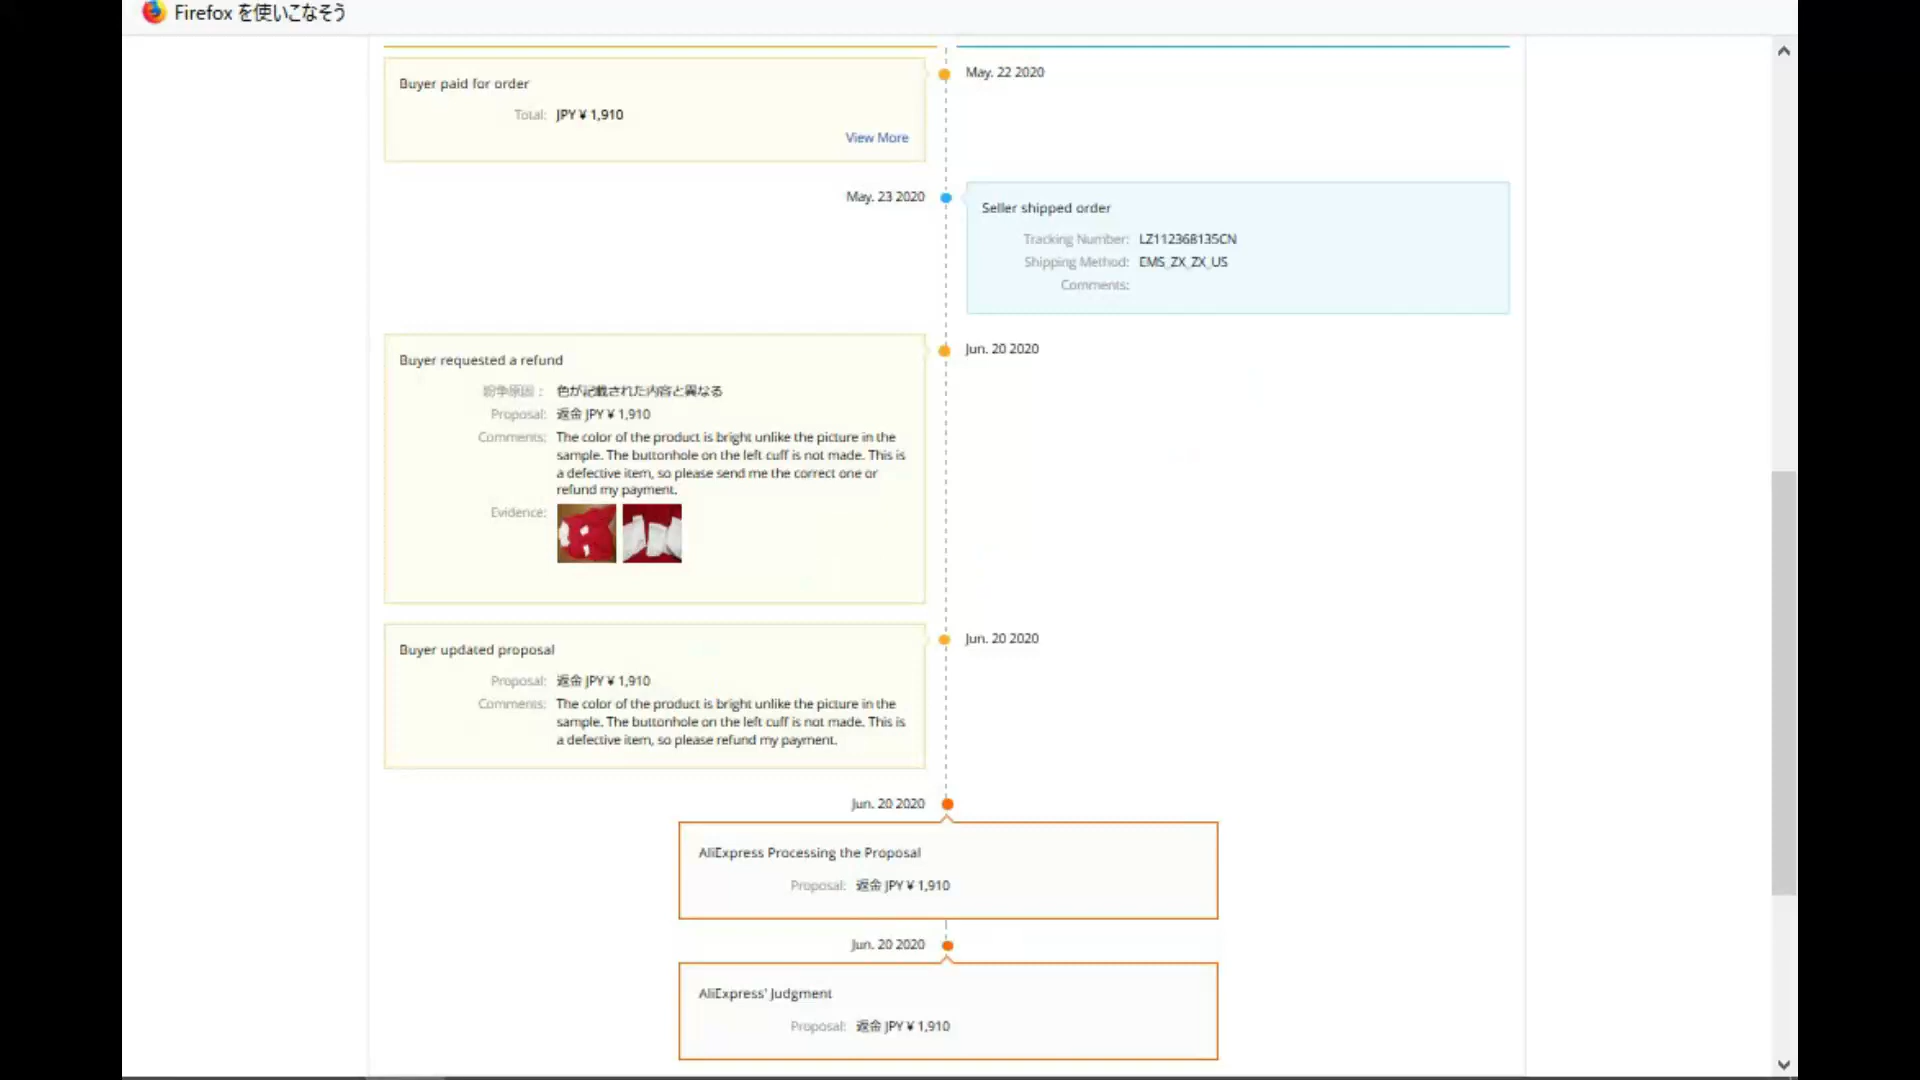 Firefox を使いこなそう
Buyer paid for order
May. 22 2020
Total: JPY ¥ 1,910
View More
May. 23 2020
Seller shipped order
Tracking Number: LZ112368135CN
Shipping Method: EMS_ZX_ZX_US
Comments:
Buyer requested a refund
Jun. 20 2020
紛争原因： 色が記載された内容と異なる
Proposal: 返金 JPY ¥ 1,910
Comments: The color of the product is bright unlike the picture in the
sample. The buttonhole on the left cuff is not made. This is
a defective item, so please send me the correct one or
refund my payment.
Evidence:
Buyer updated proposal
Jun. 20 2020
Proposal: 返金 JPY ¥ 1,910
Comments: The color of the product is bright unlike the picture in the
sample. The buttonhole on the left cuff is not made. This is
a defective item, so please refund my payment.
Jun. 20 2020
AliExpress Processing the Proposal
Proposal: 返金 JPY ¥ 1,910
Jun. 20 2020
AliExpress' Judgment
Proposal: 返金 JPY ¥ 1,910